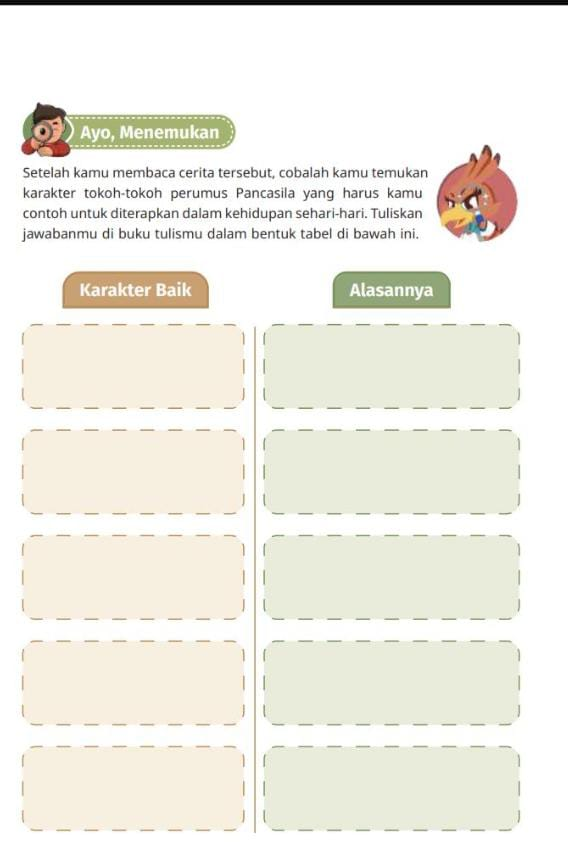 Ayo, Menemukan
Setelah kamu membaca cerita tersebut, cobalah kamu temukan
karakter tokoh-tokoh perumus Pancasila yang harus kamu
contoh untuk diterapkan dalam kehidupan sehari-hari. Tuliskan
jawabanmu di buku tulismu dalam bentuk tabel di bawah ini.
Karakter Baik
Alasannya